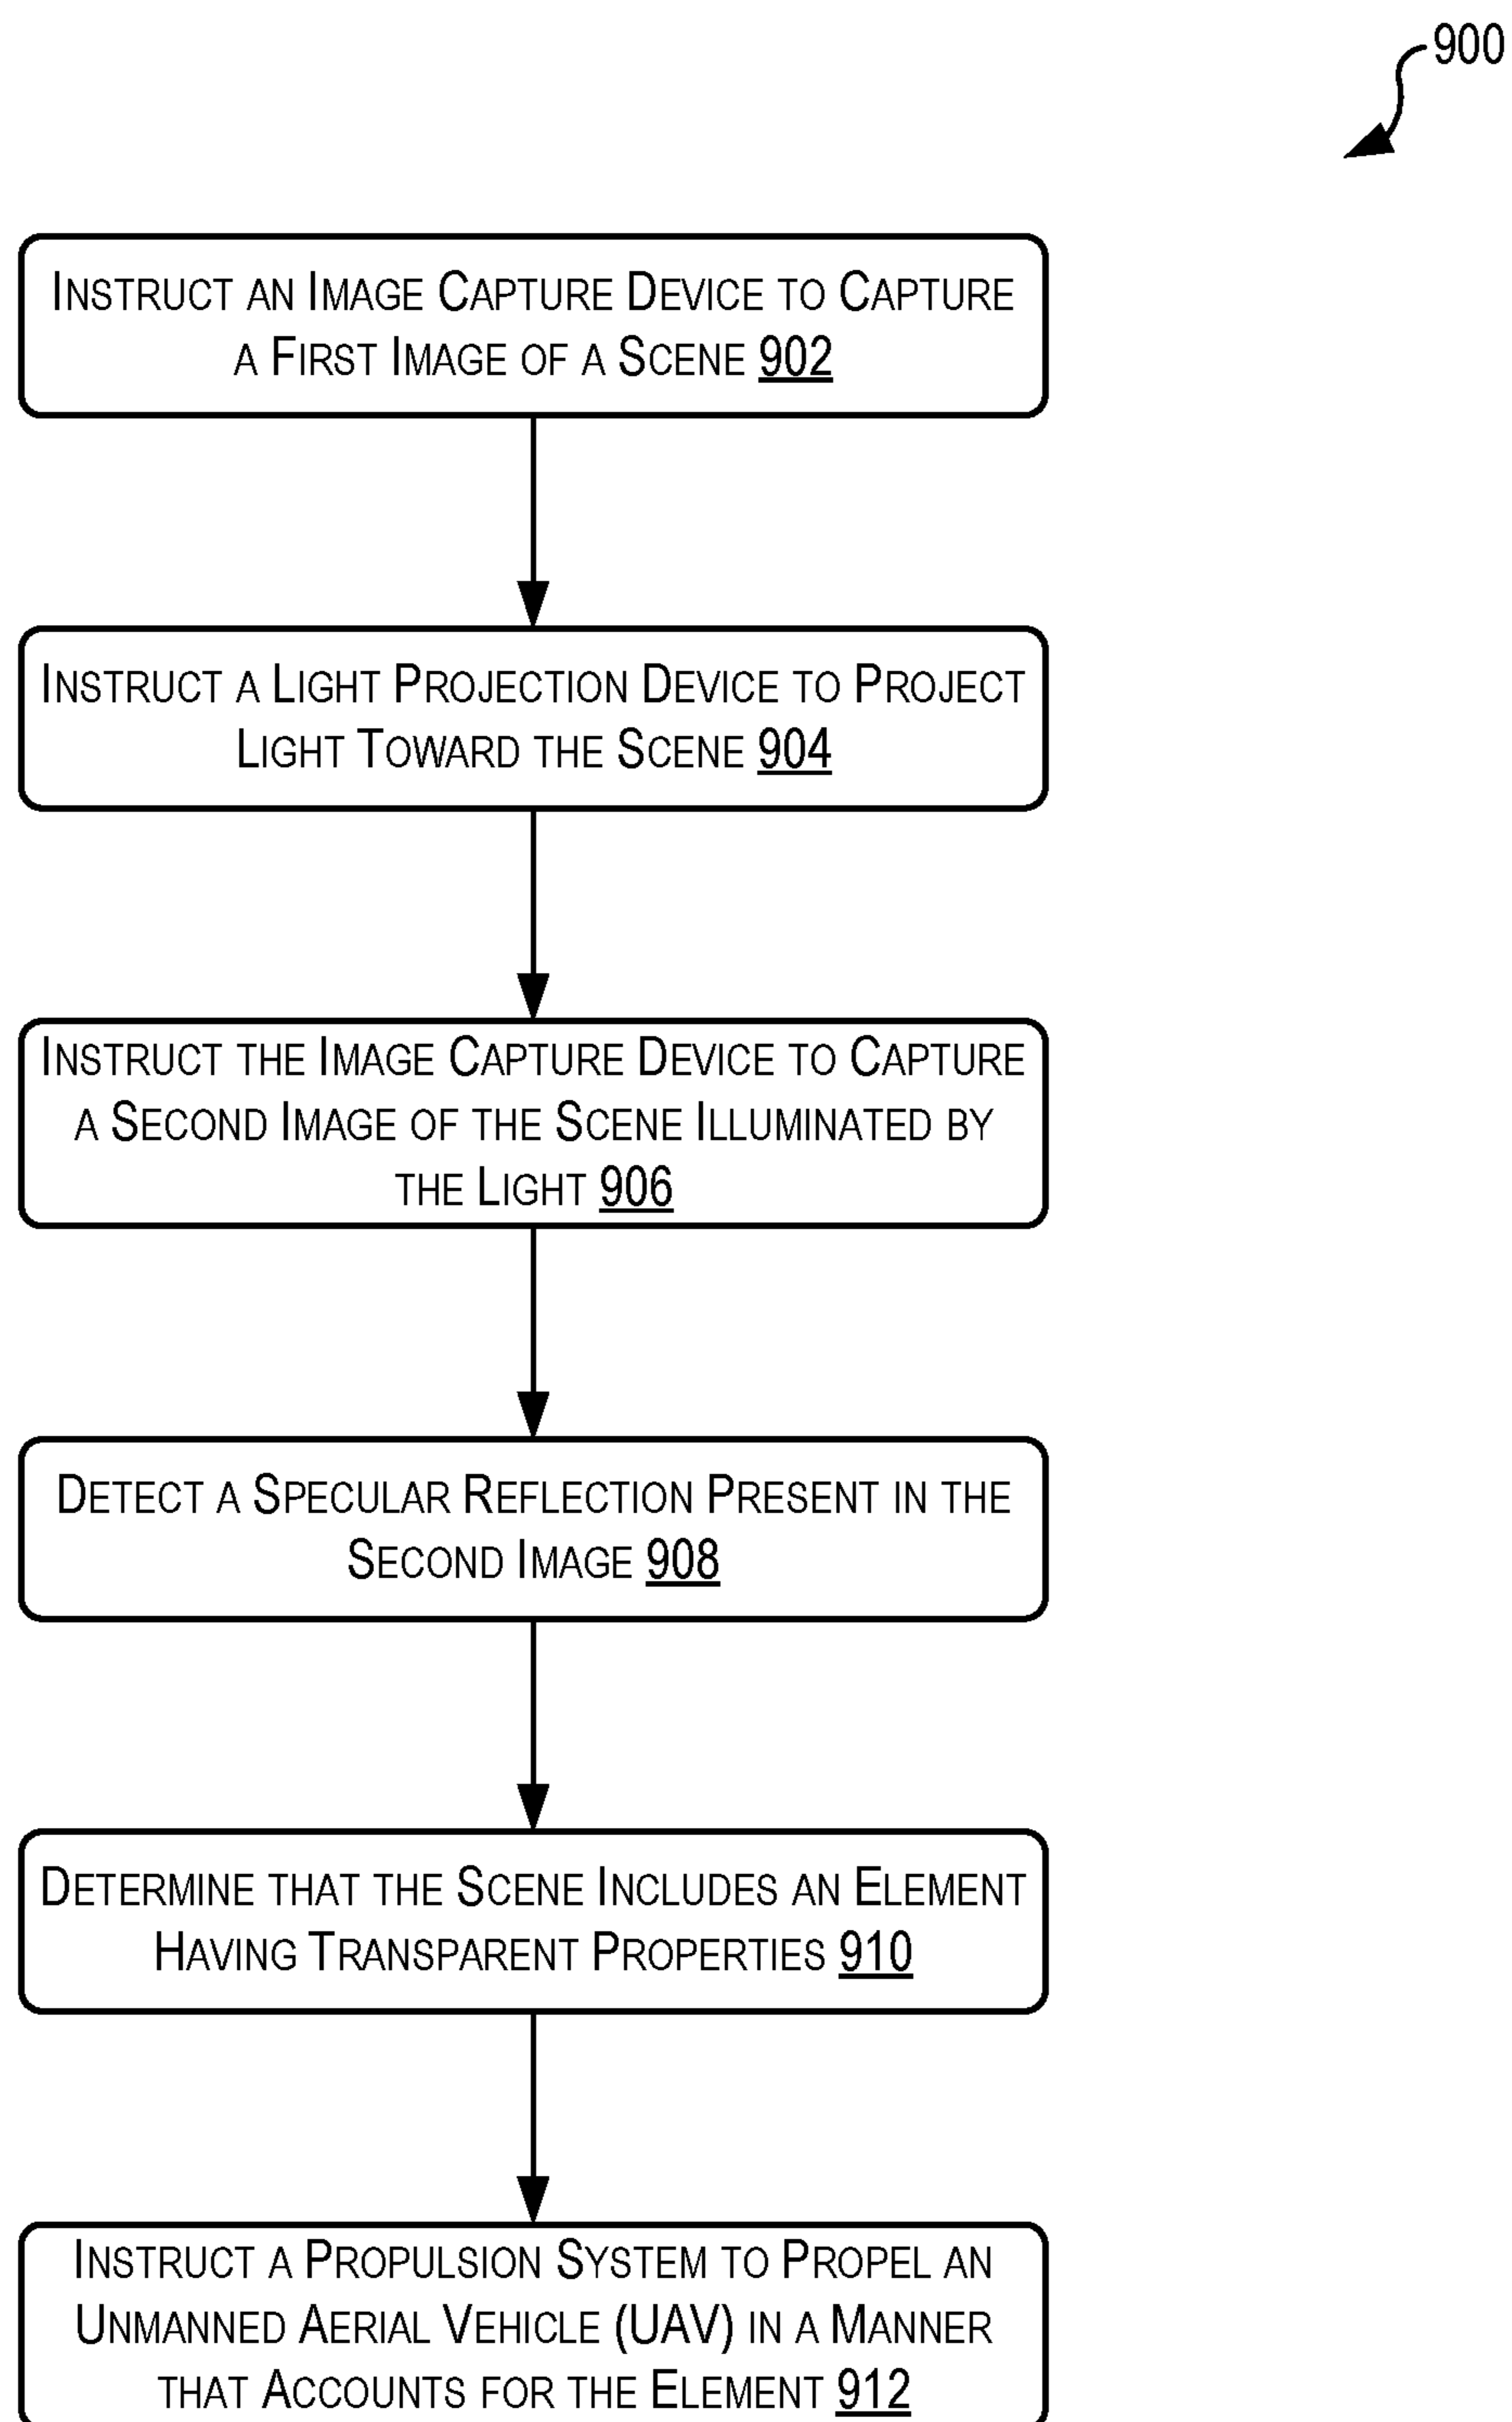 900
Instruct an Image Capture Device to Capture
a First Image of a Scene 902
Instruct a Light Projection Device to Project
Light Toward the Scene 904
Instruct the Image Capture Device to Capture
a Second Image of the Scene Illuminated by
the Light 906
Detect a Specular Reflection Present in the
Second Image 908
Determine that the Scene Includes an Element
Having Transparent Properties 910
Instruct a Propulsion System to Propel an
Unmanned Aerial Vehicle (UAV) in a Manner
that Accounts for the Element 912